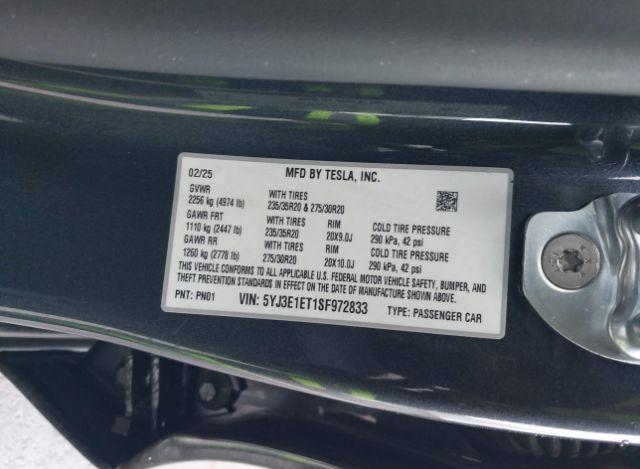 02/25 MFD BY TESLA, INC.
GVWR WITH TIRES
2256 kg (4974 lb) 235/35R20 & 275/30R20
GAWR FRT WITH TIRES RIM COLD TIRE PRESSURE
1110 kg (2447 lb) 235/35R20 20X9.0J 290 kPa, 42 psi
GAWR RR WITH TIRES RIM COLD TIRE PRESSURE
1260 kg (2778 lb) 275/30R20 20X10.0J 290 kPa, 42 psi
THIS VEHICLE CONFORMS TO ALL APPLICABLE U.S. FEDERAL MOTOR VEHICLE SAFETY, BUMPER, AND
THEFT PREVENTION STANDARDS IN EFFECT ON THE DATE OF MANUFACTURE SHOWN ABOVE.
PNT: PN01 VIN: 5YJ3E1ET1SF972833 TYPE: PASSENGER CAR